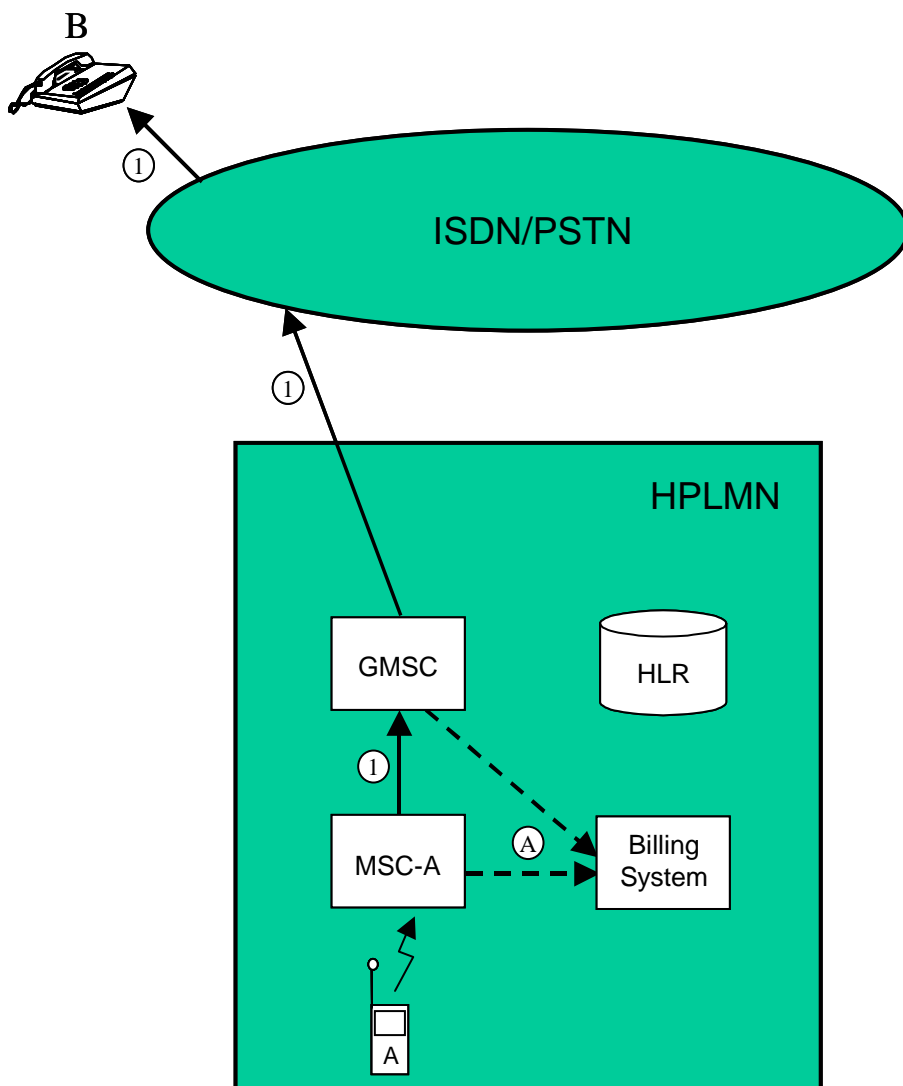 B
1
ISDN/PSTN
1
HPLMN
GMSC
HLR
1
MSC-A
A
Billing
System
A